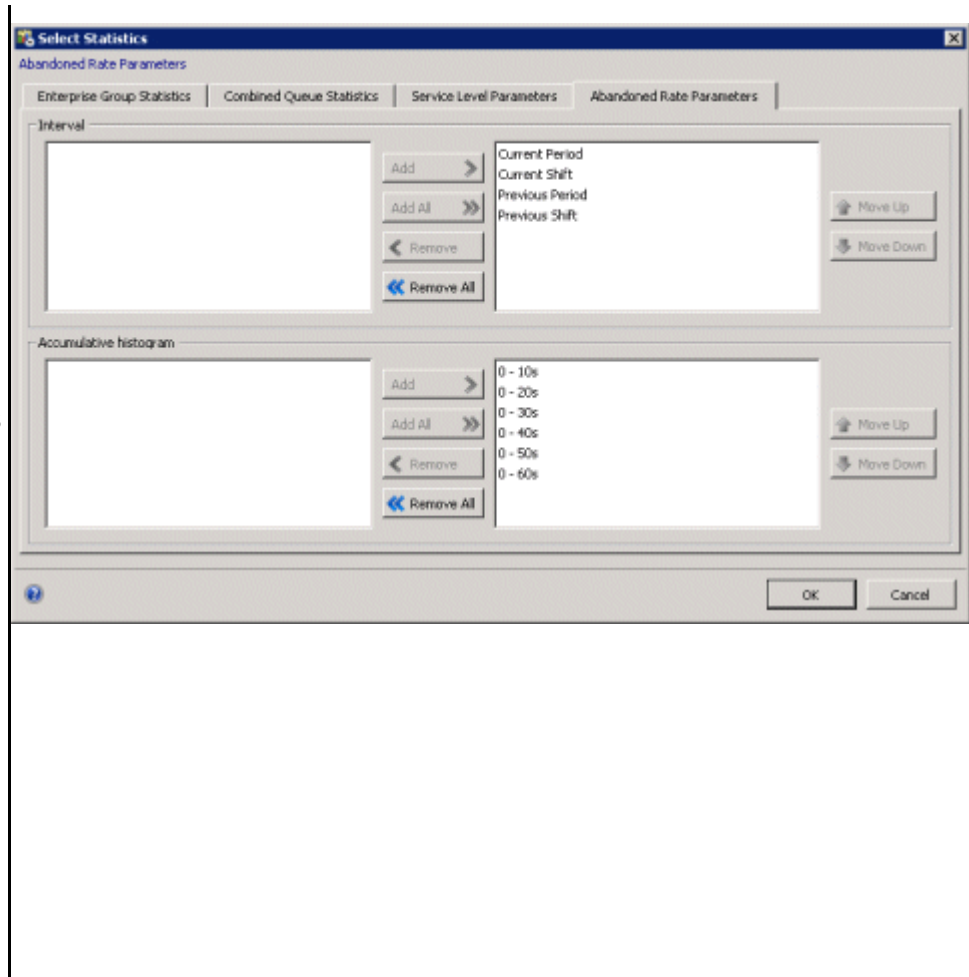 Select Statistics
Abandoned Rate Parameters
Enterprise Group Statistics
Combined Queue Statistics
Service Level Parameters
Abandoned Rate Parameters
Interval
Add
Add All
Remove
Remove All
Current Period
Current Shift
Previous Period
Previous Shift
Move Up
Move Down
Accumulative histogram
Add
Add All
Remove
Remove All
0 - 10s
0 - 20s
0 - 30s
0 - 40s
0 - 50s
0 - 60s
Move Up
Move Down
OK
Cancel